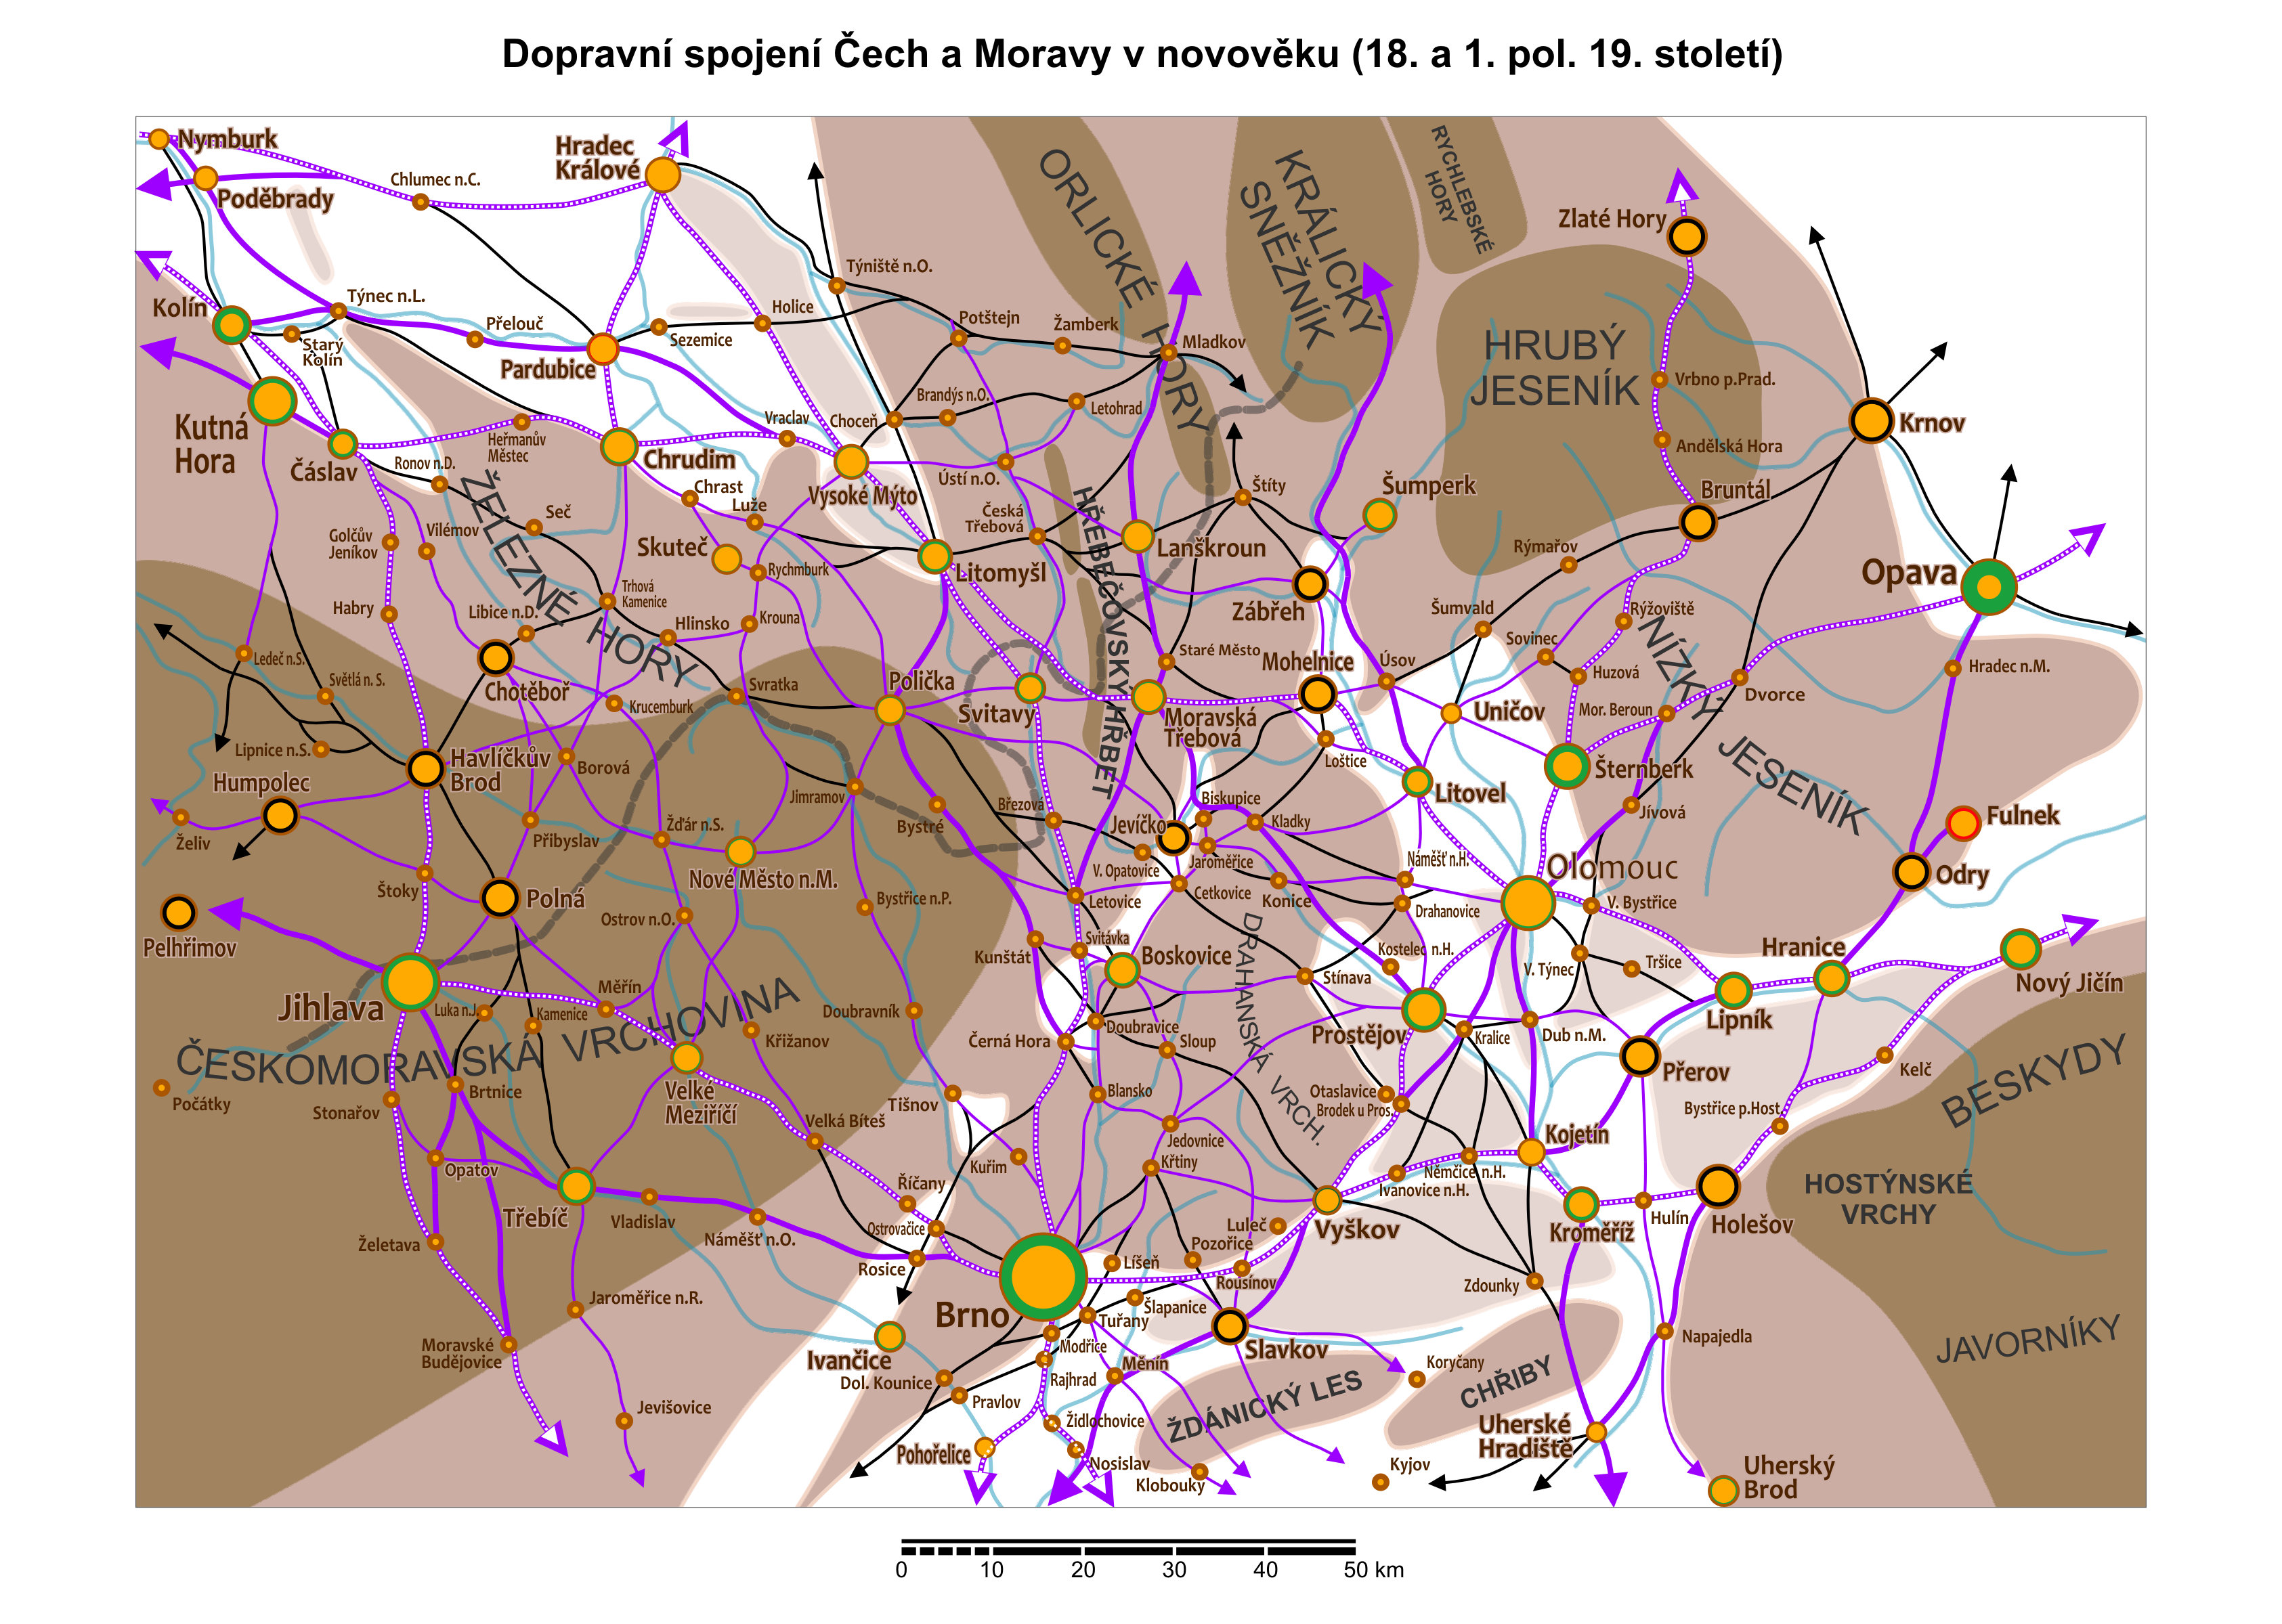 Dopravní spojení Čech a Moravy v novověku (18. a 1. pol. 19. století)
Nymburk
Poděbrady
Chlumec n.C.
Hradec
Králové
ORLICKÉ HORY
KRÁLICKÝ
SNĚŽNÍK
RYCHLEBSKÉ
HORY
Zlaté Hory
Týniště n.O.
Kolín
Týnec n.L.
Starý
Kolín
Přelouč
Pardubice
Sezemice
Holice
Potštejn
Žamberk
Mladkov
HRUBÝ
JESENÍK
Vrbno p.Prad.
Andělská Hora
Krnov
Kutná
Hora
Čáslav
Heřmanův
Městec
Ronov n.D.
Chrudim
Vraclav
Choceň
Brandýs n.O.
Letohrad
Vysoké Mýto
Ústí n.O.
Chrast
Luže
Česká
Třebová
Štíty
Šumperk
Bruntál
Rýmařov
Opava
Golčův
Jeníkov
Vilémov
Seč
ŽELEZNÉ HORY
Skuteč
Rychmburk
Litomyšl
Lanškroun
HŘEBEČOVSKÝ HŘBET
Zábřeh
Habry
Libice n.D.
Trhová
Kamenice
Hlinsko
Krouna
Šumvald
Sovinec
Rýžoviště
NÍZKÝ
JESENÍK
Ledeč n.S.
Světlá n. S.
Chotěboř
Krucemburk
Svratka
Polička
Svitavy
Staré Město
Moravská
Třebová
Mohelnice
Úsov
Uničov
Huzová
Mor. Beroun
Dvorce
Hradec n.M.
Lipnice n.S.
Humpolec
Havlíčkův
Brod
Borová
Jimramov
Bystré
Březová
Loštice
Litovel
Šternberk
Jívová
Fulnek
Odry
Želiv
Přibyslav
Žďár n.S.
Nové Město n.M.
Jevíčko
Biskupice
Kladky
V. Opatovice
Jaroměřice
Náměšť n.H.
Olomouc
Štoky
Polná
Ostrov n.O.
Bystřice n.P.
Letovice
Cetkovice
Konice
Drahanovice
V. Bystřice
Pelhřimov
Jihlava
Kunštát
Svitávka
Boskovice
DRAHANSKÁ VRCH.
Kostelec n.H.
Stínava
V. Týnec
Tršice
Hranice
Nový Jičín
Luka n.J.
Kamenice
Měřín
Doubravník
Křižanov
Černá Hora
Doubravice
Sloup
Prostějov
Kralice
Dub n.M.
Lipník
Přerov
Kelč
ČESKOMORAVSKÁ VRCHOVINA
BESKYDY
Počátky
Stonařov
Brtnice
Velké
Meziříčí
Velká Bíteš
Tišnov
Blansko
Otaslavice
Brodek u Pros.
Bystřice p.Host.
Opatov
Kuřim
Jedovnice
Křtiny
Němčice n.H.
Ivanovice n.H.
Kojetín
HOSTÝNSKÉ
VRCHY
Třebíč
Vladislav
Náměšť n.O.
Říčany
Ostrovačice
Rosice
Luleč
Pozořice
Vyškov
Kroměříž
Hulín
Holešov
Želetava
Brno
Líšeň
Rousínov
Šlapanice
Zdounky
Jaroměřice n.R.
Moravské
Budějovice
Ivančice
Dol. Kounice
Modřice
Tuřany
Slavkov
Měnín
Rajhrad
Pravlov
Koryčany
CHŘIBY
ŽDÁNICKÝ LES
Napajedla
JAVORNÍKY
Jevišovice
Židlochovice
Pohořelice
Nosislav
Klobouky
Kyjov
Uherské
Hradiště
Uherský
Brod
0 10 20 30 40 50 km